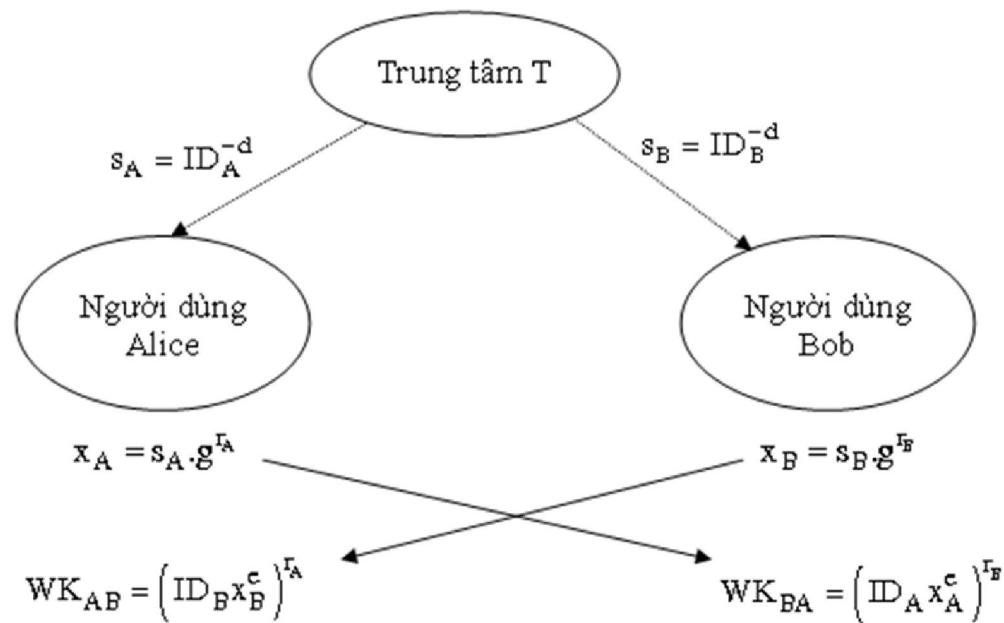 Trung tâm T
s_A = ID_A^{-d}
s_B = ID_B^{-d}
Người dùng
Alice
Người dùng
Bob
x_A = s_A.g^{r_A}
x_B = s_B.g^{r_B}
WK_{AB} = (ID_B x_B^e)^{r_A}
WK_{BA} = (ID_A x_A^e)^{r_B}